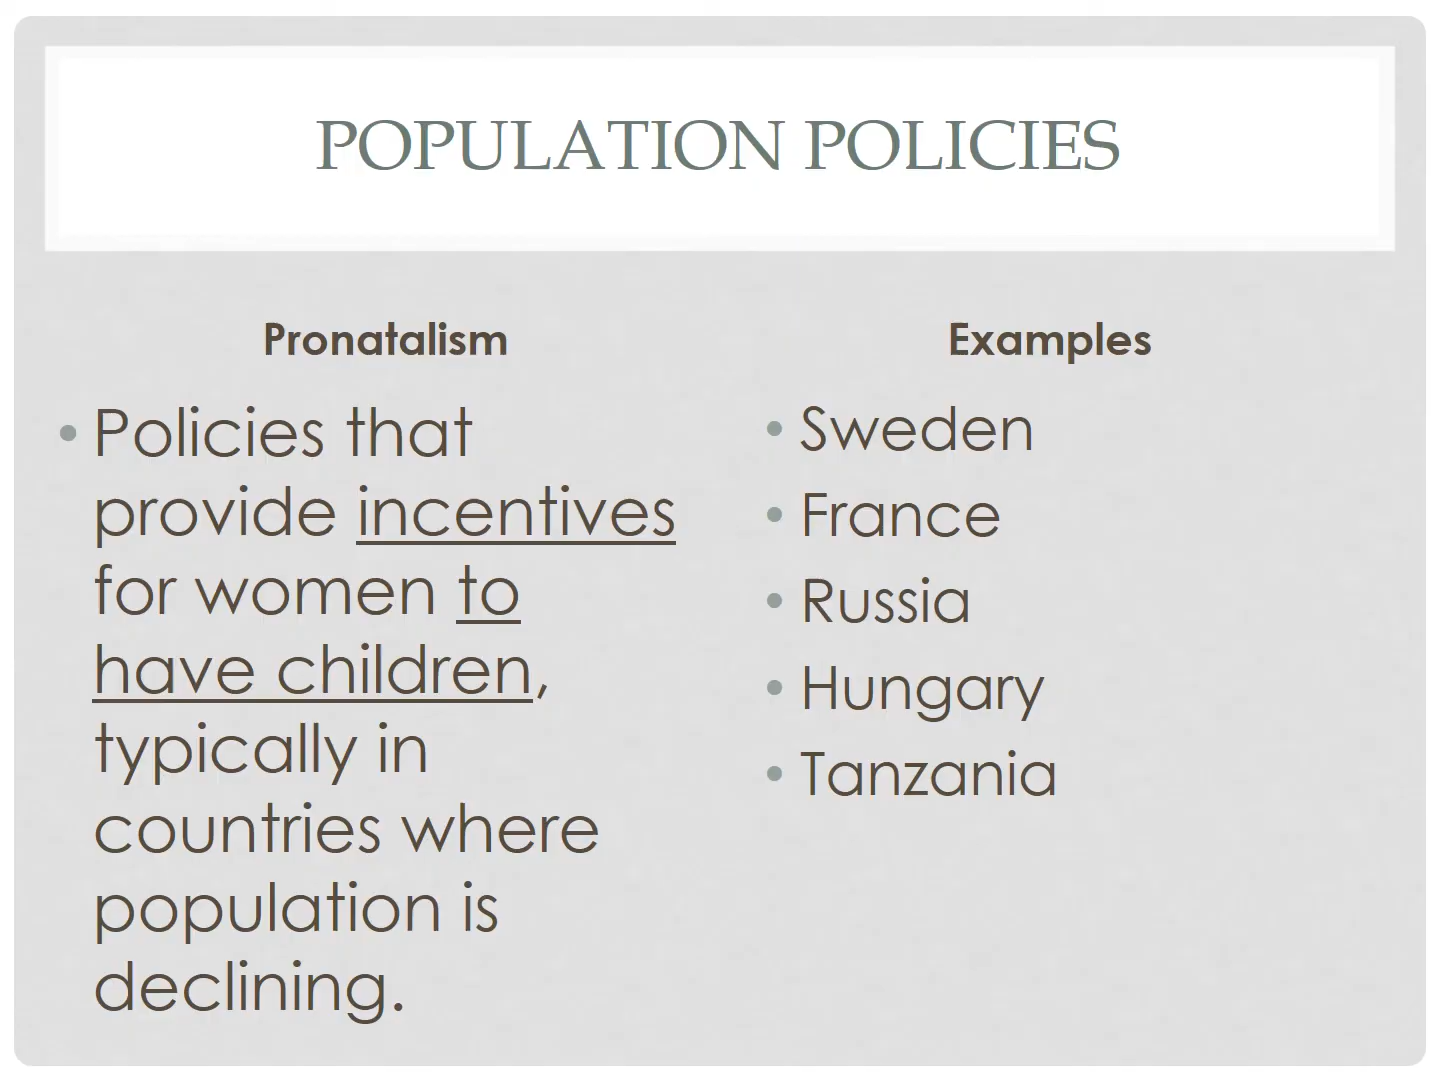 POPULATION POLICIES
Pronatalism
• Policies that
provide incentives
for women to
have children,
typically in
countries where
population is
declining.
Examples
• Sweden
• France
• Russia
• Hungary
• Tanzania